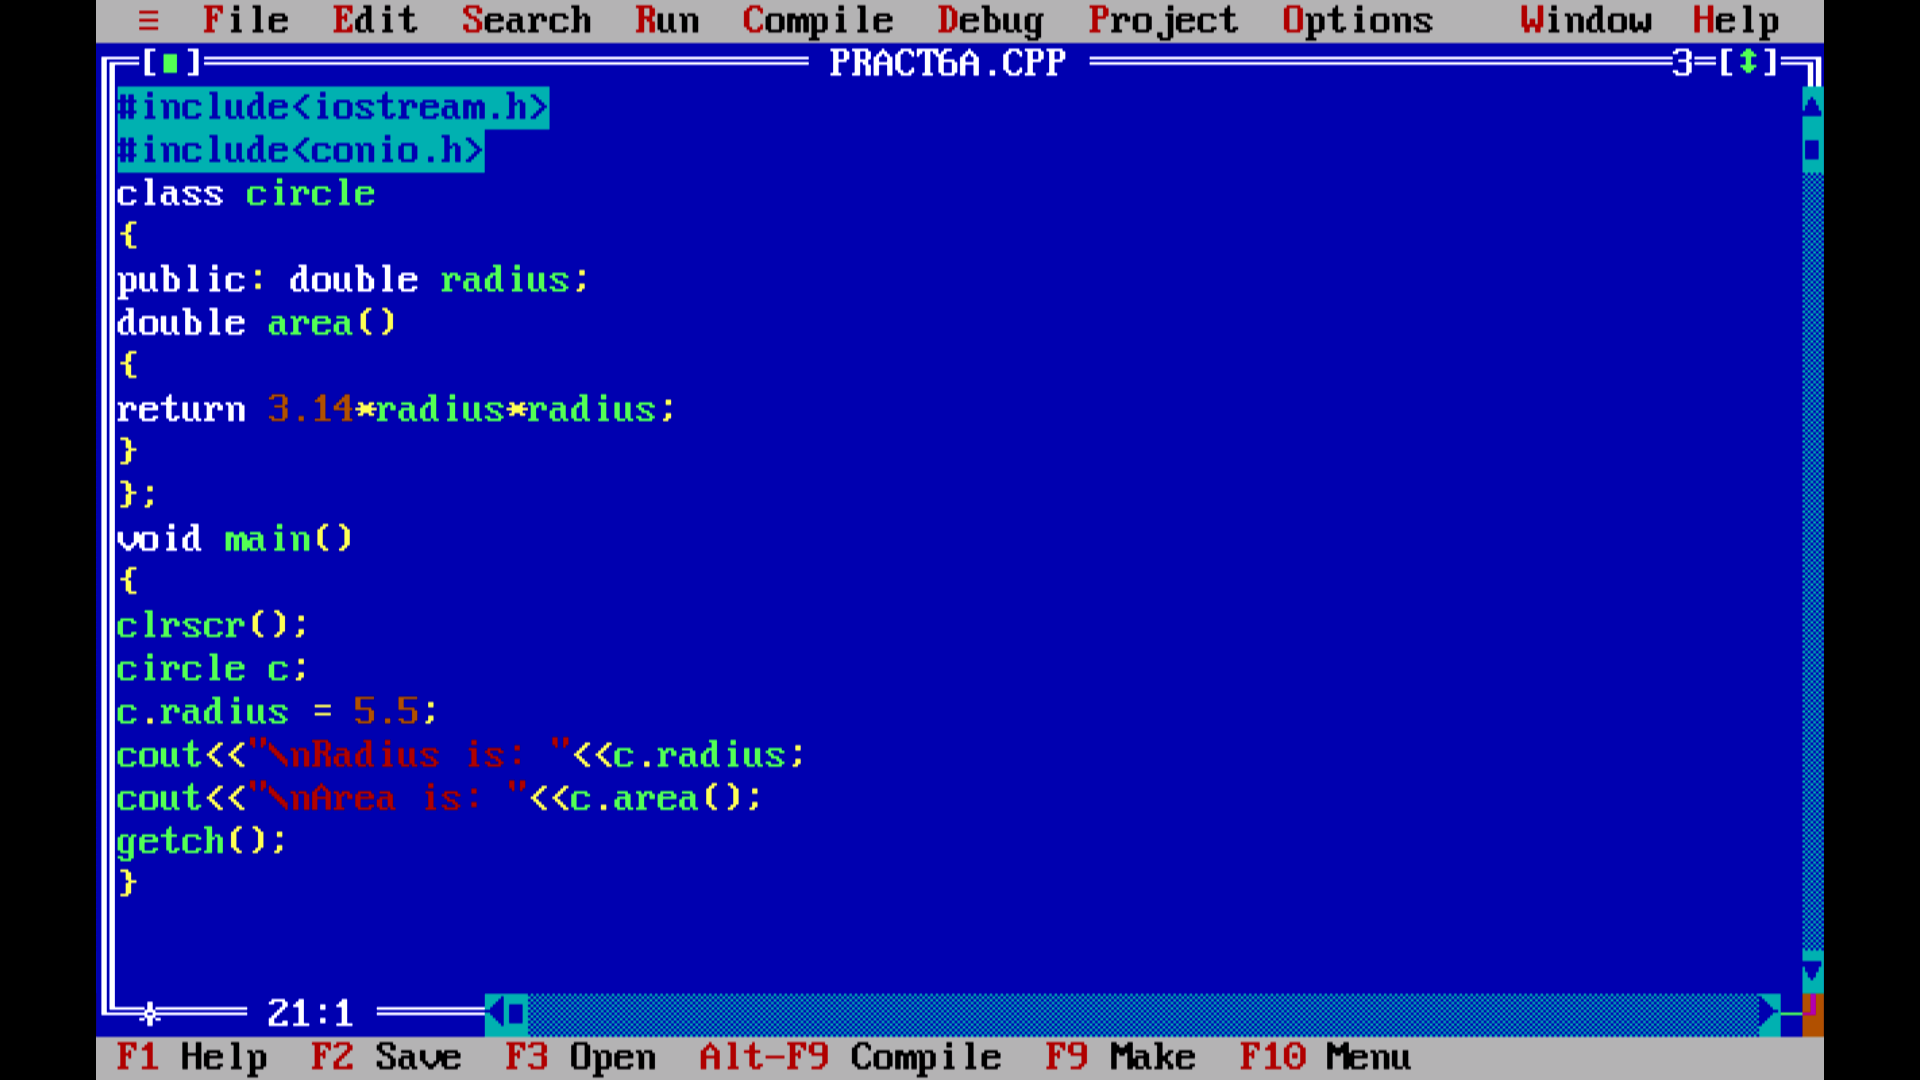 ≡ File Edit Search Run Compile Debug Project Options Window Help
[■] PRACT6A.CPP 3=[↕]
#include<iostream.h>
#include<conio.h>
class circle
{
public: double radius;
double area()
{
return 3.14*radius*radius;
}
};
void main()
{
clrscr();
circle c;
c.radius = 5.5;
cout<<"\nRadius is: "<<c.radius;
cout<<"\nArea is: "<<c.area();
getch();
}
21:1
F1 Help F2 Save F3 Open Alt-F9 Compile F9 Make F10 Menu